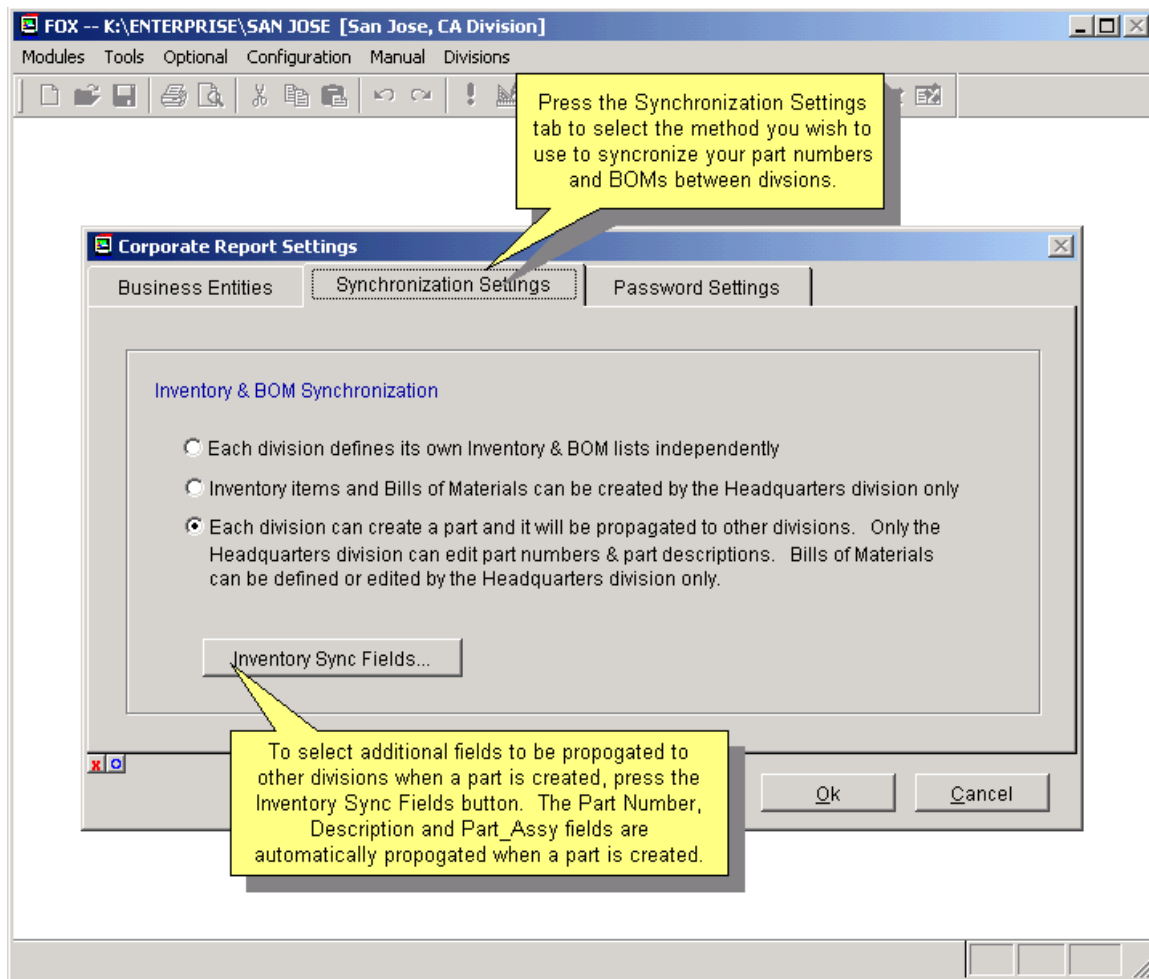 FOX -- K:\ENTERPRISE\SAN JOSE [San Jose, CA Division]
Modules Tools Optional Configuration Manual Divisions
Press the Synchronization Settings
tab to select the method you wish to
use to syncronize your part numbers
and BOMs between divsions.
Corporate Report Settings
Business Entities Synchronization Settings Password Settings
Inventory & BOM Synchronization
Each division defines its own Inventory & BOM lists independently
Inventory items and Bills of Materials can be created by the Headquarters division only
Each division can create a part and it will be propagated to other divisions. Only the
Headquarters division can edit part numbers & part descriptions. Bills of Materials
can be defined or edited by the Headquarters division only.
Inventory Sync Fields...
To select additional fields to be propogated to
other divisions when a part is created, press the
Inventory Sync Fields button. The Part Number,
Description and Part_Assy fields are
automatically propogated when a part is created.
x o
Ok Cancel